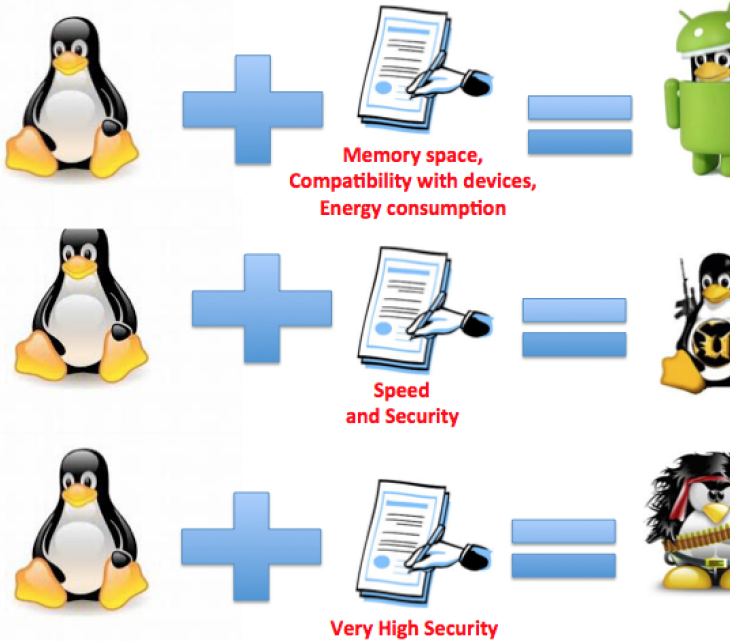 Memory space,
Compatibility with devices,
Energy consumption
Speed
and Security
Very High Security